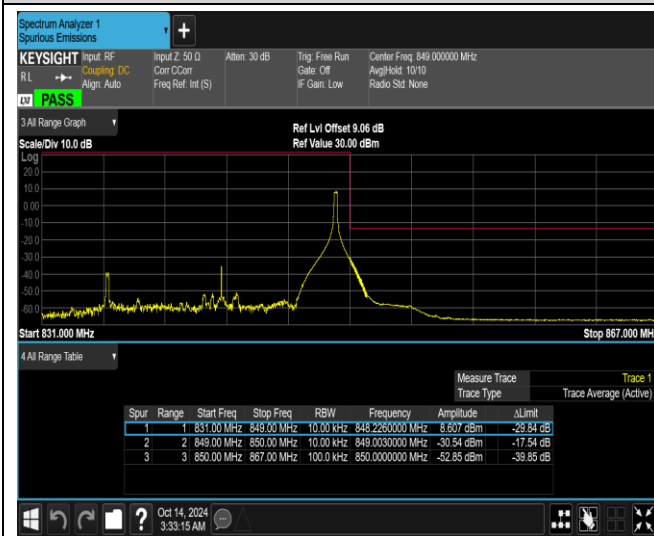 Spectrum Analyzer 1
Spurious Emissions
KEYSIGHT Input: RF Input Z: 50 Ω Atten: 30 dB Trig: Free Run Center Freq: 849.000000 MHz
RL Coupling: DC Corr CCorr Gate: Off Avg|Hold: 10/10
Align: Auto Freq Ref: Int (S) IF Gain: Low Radio Std: None
LXI PASS
3 All Range Graph
Ref Lvl Offset 9.06 dB
Scale/Div 10.0 dB Ref Value 30.00 dBm
Log
20.0
10.0
0.00
-10.0
-20.0
-30.0
-40.0
-50.0
-60.0
Start 831.000 MHz Stop 867.000 MH
4 All Range Table
Measure Trace Trace 1
Trace Type Trace Average (Active)
Spur Range Start Freq Stop Freq RBW Frequency Amplitude ΔLimit
1 1 831.00 MHz 849.00 MHz 10.00 kHz 848.2260000 MHz 8.607 dBm -29.84 dB
2 2 849.00 MHz 850.00 MHz 10.00 kHz 849.0030000 MHz -30.54 dBm -17.54 dB
3 3 850.00 MHz 867.00 MHz 100.0 kHz 850.0000000 MHz -52.85 dBm -39.85 dB
Oct 14, 2024
3:33:15 AM